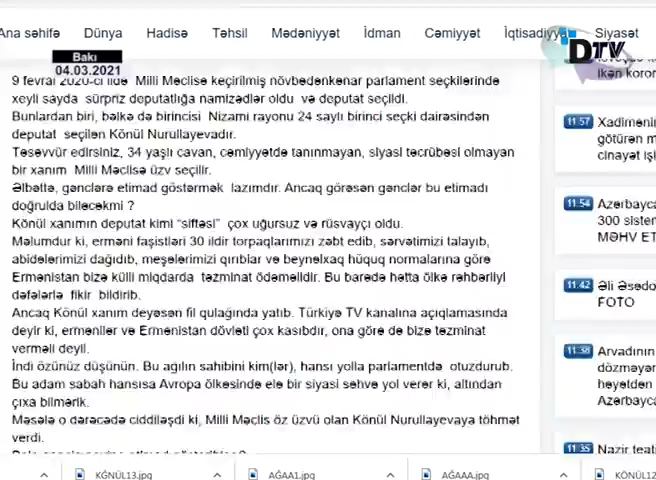 Ana səhifə Dünya Hadisə Təhsil Mədəniyyət İdman Cəmiyyət İqtisadiyya Siyasət
DTV
Bakı
04.03.2021
9 fevral 2020-ci ildə Milli Məclisə keçirilmiş növbədənkənar parlament seçkilərində
xeyli sayda sürpriz deputatlığa namizədlər oldu və deputat seçildi.
Bunlardan biri, bəlkə də birincisi Nizami rayonu 24 saylı birinci seçki dairəsindən
deputat seçilən Könül Nurullayevadır.
Təsəvvür edirsiniz, 34 yaşlı cavan, cəmiyyətdə tanınmayan, siyasi təcrübəsi olmayan
bir xanım Milli Məclisə üzv seçilir.
Əlbəttə, gənclərə etimad göstərmək lazımdır. Ancaq görəsən gənclər bu etimadı
doğrulda biləcəkmi ?
Könül xanımın deputat kimi “siftəsi” çox uğursuz və rüsvayçı oldu.
Məlumdur ki, erməni faşistləri 30 ildir torpaqlarımızı zəbt edib, sərvətimizi talayıb,
abidələrimizi dağıdıb, meşələrimizi qırıblar və beynəlxaq hüquq normalarına görə
Ermənistan bizə külli miqdarda təzminat ödəməlidir. Bu barədə hətta ölkə rəhbərliyi
dəfələrlə fikir bildirib.
Ancaq Könül xanım deyəsən fil qulağında yatıb. Türkiyə TV kanalına açıqlamasında
deyir ki, ermənilər və Ermənistan dövləti çox kasıbdır, ona görə də bizə təzminat
verməli deyil.
İndi özünüz düşünün. Bu ağılın sahibini kim(lər), hansı yolla parlamentdə otuzdurub.
Bu adam sabah hansısa Avropa ölkəsində elə bir siyasi səhvə yol verər ki, altından
çıxa bilmərik.
Məsələ o dərəcədə ciddiləşdi ki, Milli Məclis öz üzvü olan Könül Nurullayevaya töhmət
verdi.
ikən koror
11:57 Xadimənin
götürən m
cinayət işi
11:54 Azərbayca
300 sistem
MƏHV ET
11:42 Əli Əsədo
FOTO
11:38 Arvadının
dözməyər
heyətdən
Azərbayca
11:35 Nazir teatr
KĞNÜL13.jpg AĞAA1.jpg AĞAAA.jpg KÖNÜL12